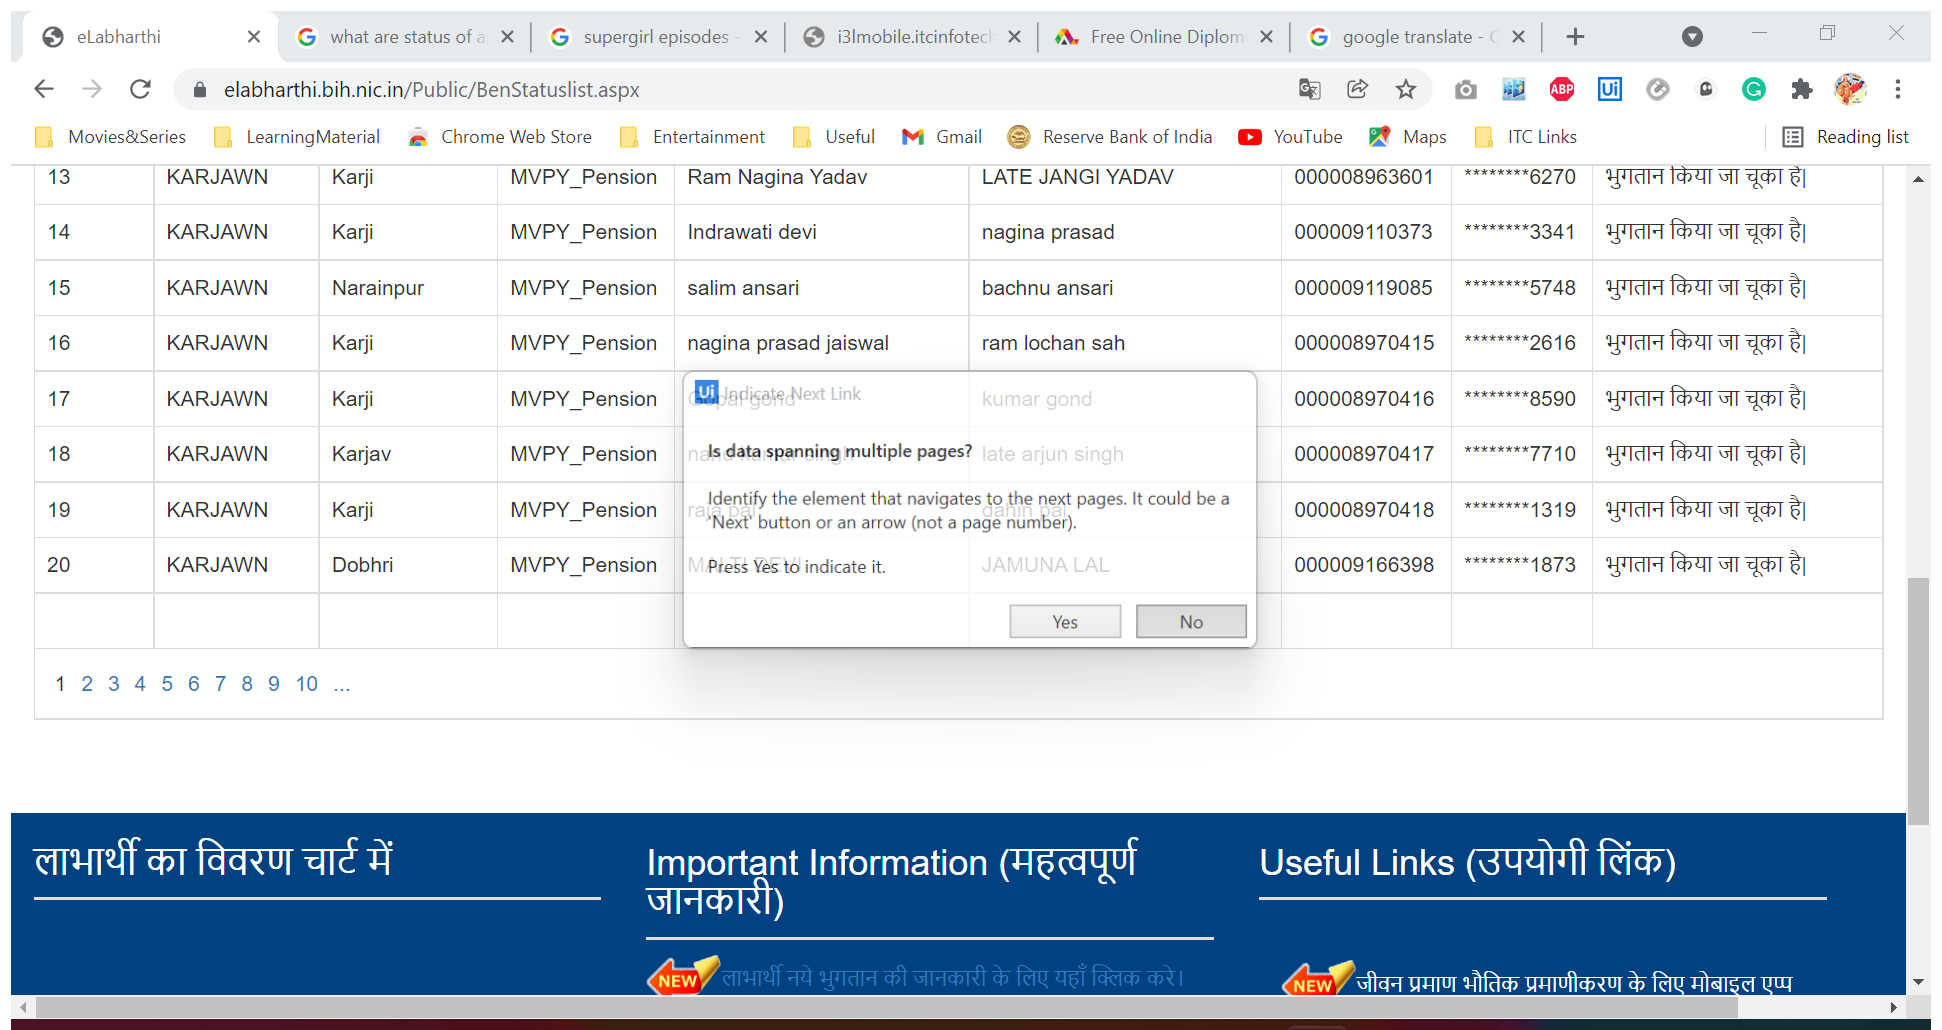 eLabharthi
what are status of a
supergirl episodes -
i3lmobile.itcinfotech
Free Online Diplom
google translate - G
elabharthi.bih.nic.in/Public/BenStatuslist.aspx
ABP
Ui
Movies&Series LearningMaterial Chrome Web Store Entertainment Useful Gmail Reserve Bank of India YouTube Maps ITC Links Reading list
13 KARJAWN Karji MVPY_Pension Ram Nagina Yadav LATE JANGI YADAV 000008963601 ********6270 भुगतान किया जा चूका है|
14 KARJAWN Karji MVPY_Pension Indrawati devi nagina prasad 000009110373 ********3341 भुगतान किया जा चूका है|
15 KARJAWN Narainpur MVPY_Pension salim ansari bachnu ansari 000009119085 ********5748 भुगतान किया जा चूका है|
16 KARJAWN Karji MVPY_Pension nagina prasad jaiswal ram lochan sah 000008970415 ********2616 भुगतान किया जा चूका है|
17 KARJAWN Karji MVPY_Pension Gopal gond kumar gond 000008970416 ********8590 भुगतान किया जा चूका है|
18 KARJAWN Karjav MVPY_Pension nand kumar singh late arjun singh 000008970417 ********7710 भुगतान किया जा चूका है|
19 KARJAWN Karji MVPY_Pension raja pal dahin pal 000008970418 ********1319 भुगतान किया जा चूका है|
20 KARJAWN Dobhri MVPY_Pension MALTI DEVI JAMUNA LAL 000009166398 ********1873 भुगतान किया जा चूका है|
Ui Indicate Next Link
Is data spanning multiple pages?
Identify the element that navigates to the next pages. It could be a
'Next' button or an arrow (not a page number).
Press Yes to indicate it.
Yes No
1 2 3 4 5 6 7 8 9 10 ...
लाभार्थी का विवरण चार्ट में
Important Information (महत्वपूर्ण
जानकारी)
NEW लाभार्थी नये भुगतान की जानकारी के लिए यहाँ क्लिक करे।
Useful Links (उपयोगी लिंक)
NEW जीवन प्रमाण भौतिक प्रमाणीकरण के लिए मोबाइल एप्प